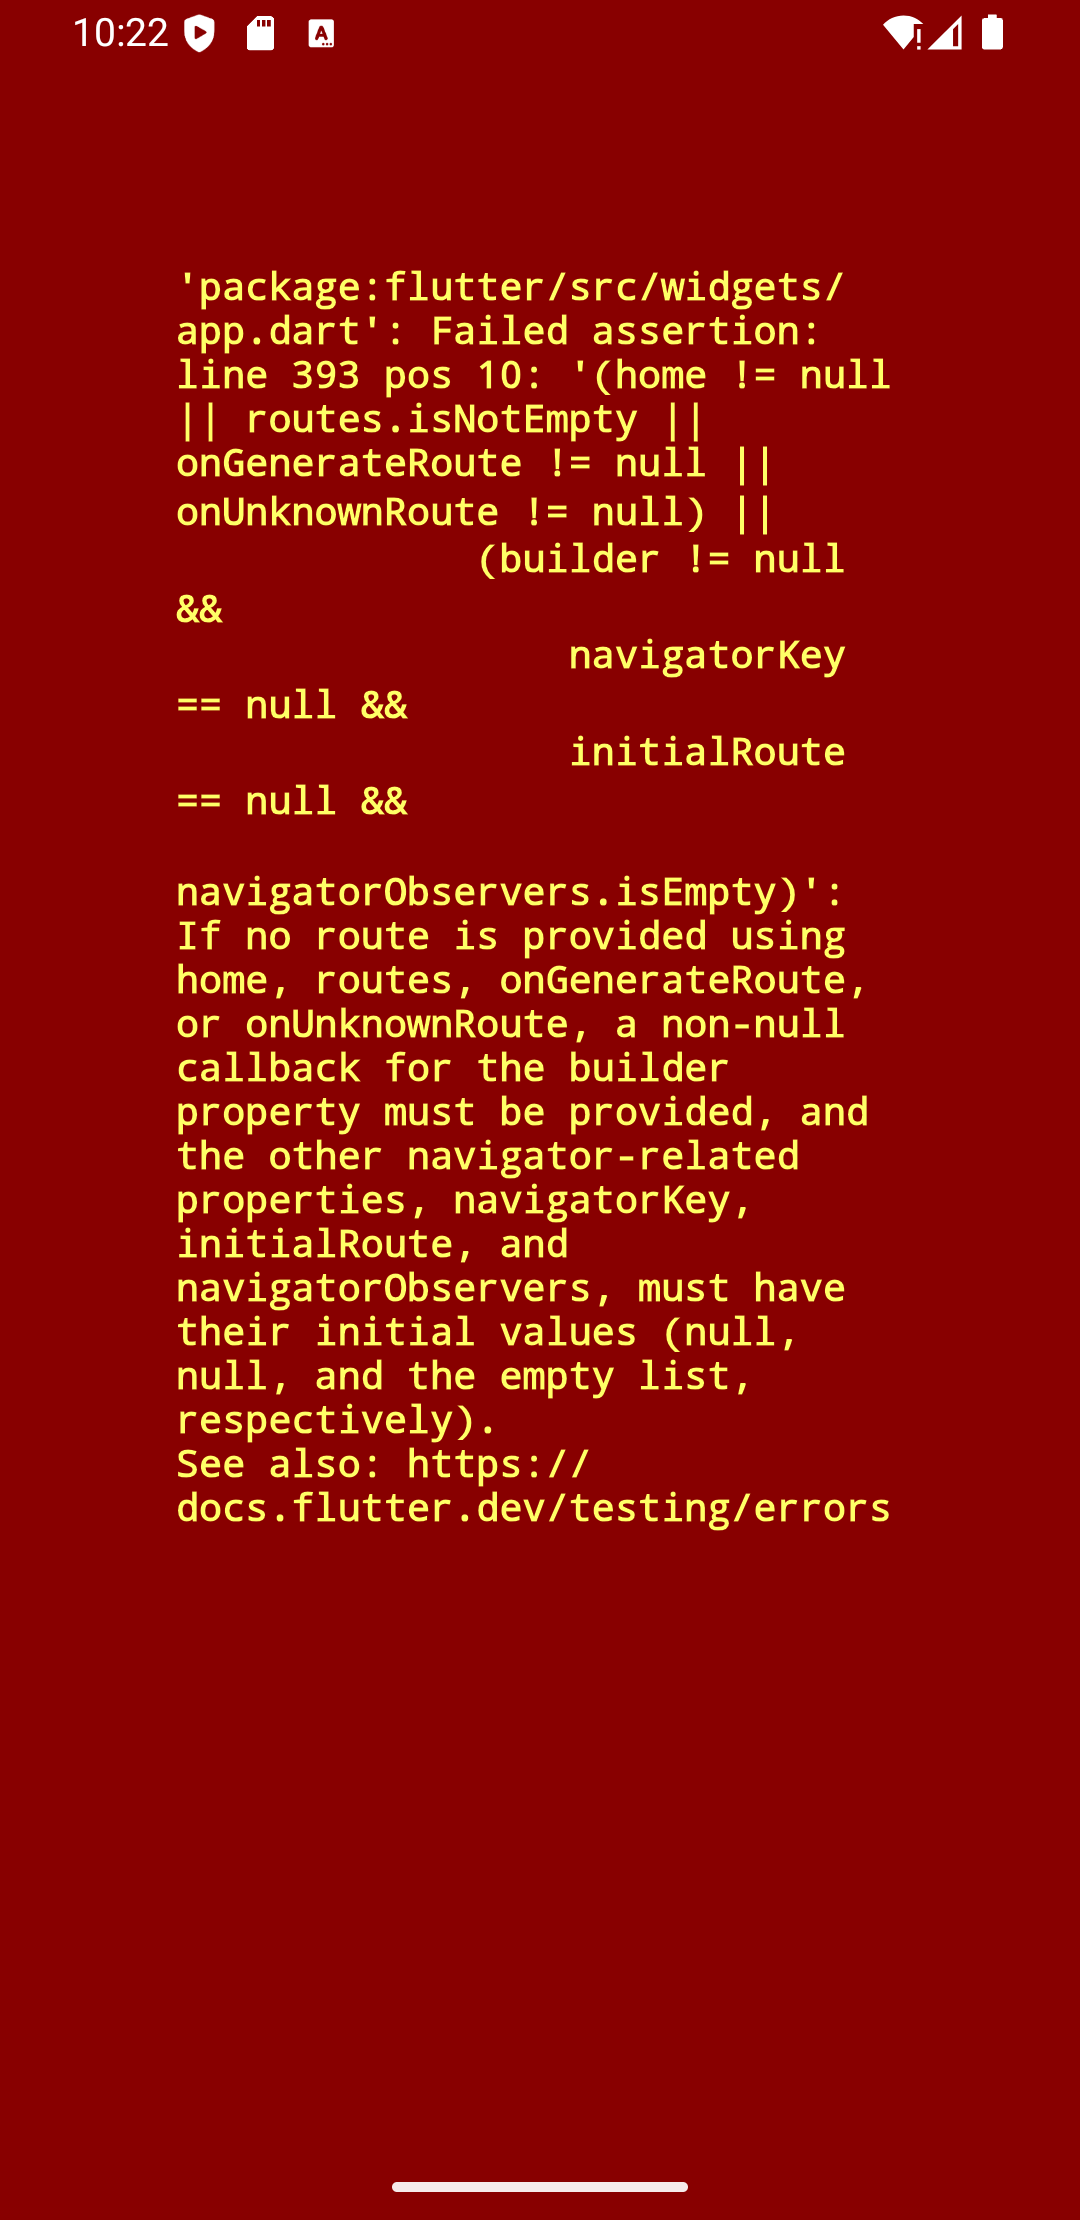 10:22
'package:flutter/src/widgets/
app.dart': Failed assertion:
line 393 pos 10: '(home != null
|| routes.isNotEmpty ||
onGenerateRoute != null ||
onUnknownRoute != null) ||
(builder != null
&&
navigatorKey
== null &&
initialRoute
== null &&
navigatorObservers.isEmpty)':
If no route is provided using
home, routes, onGenerateRoute,
or onUnknownRoute, a non-null
callback for the builder
property must be provided, and
the other navigator-related
properties, navigatorKey,
initialRoute, and
navigatorObservers, must have
their initial values (null,
null, and the empty list,
respectively).
See also: https://
docs.flutter.dev/testing/errors